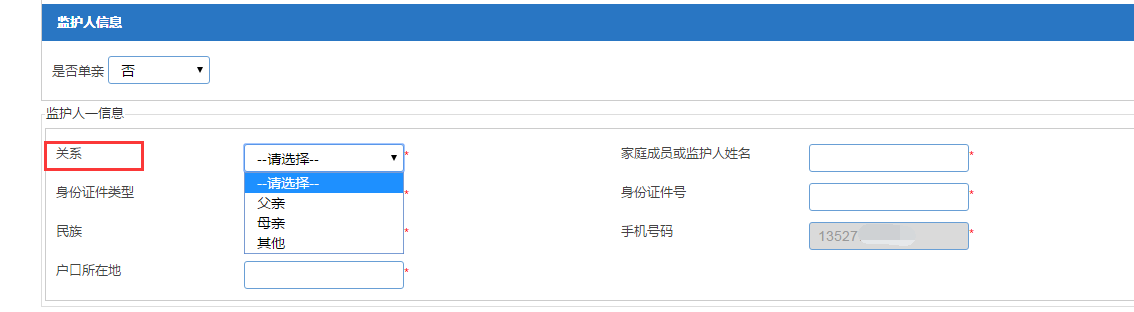 监护人信息
是否单亲 否
监护人一信息
关系 --请选择-- * 家庭成员或监护人姓名 *
--请选择--
身份证件类型 * 身份证件号 *
父亲
母亲
民族 * 手机号码 13527 *
其他
户口所在地 *